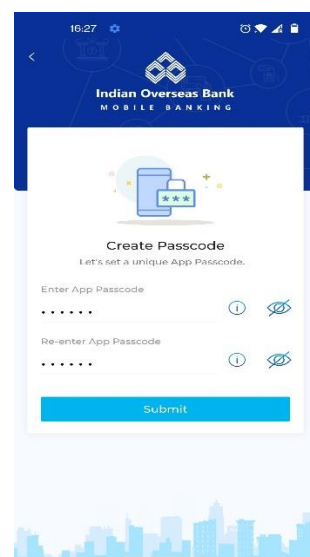 16:27
Indian Overseas Bank
MOBILE BANKING
***
Create Passcode
Let's set a unique App Passcode.
Enter App Passcode
••••••
Re-enter App Passcode
••••••
Submit